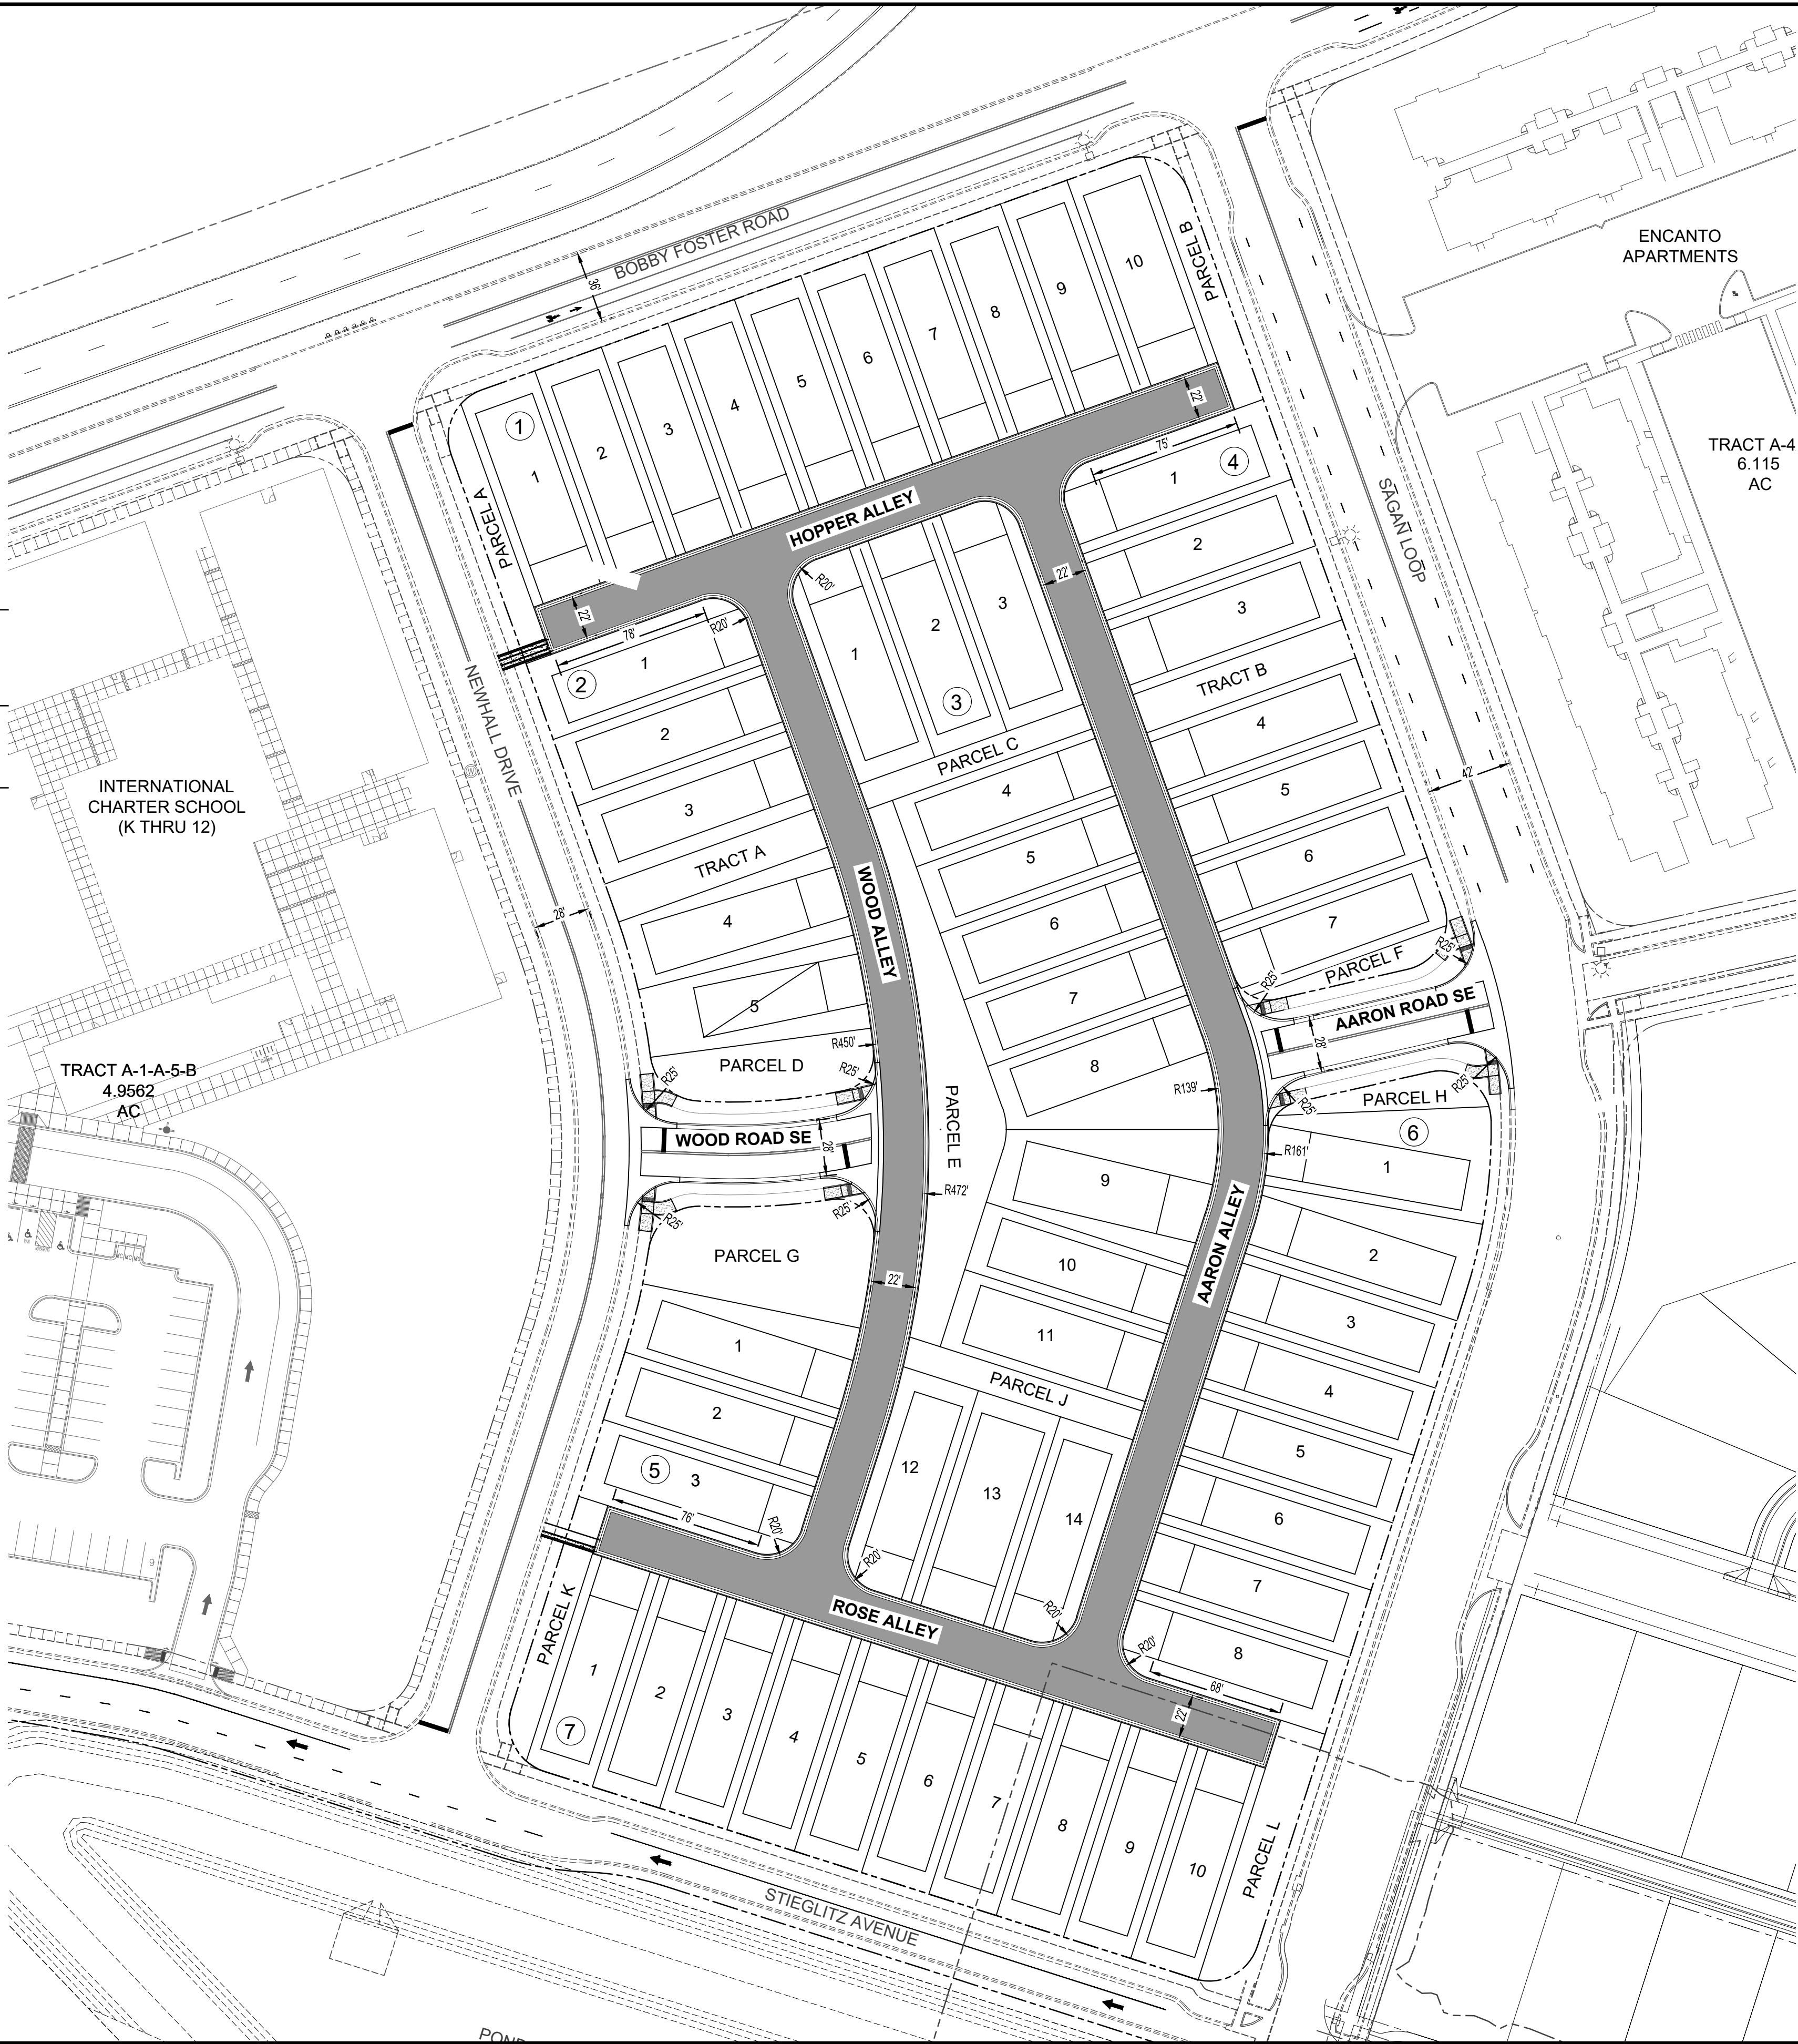 BOBBY FOSTER ROAD
36'
ENCANTO
APARTMENTS
TRACT A-4
6.115
AC
SAGAN LOOP
42'
PARCEL A
1
1
2
3
4
5
6
7
8
9
10
PARCEL B
22'
75'
HOPPER ALLEY
22'
78'
R20'
R20'
22'
4
1
2
3
TRACT B
4
5
6
7
PARCEL F
R25'
R25'
AARON ROAD SE
28'
NEWHALL DRIVE
28'
2
1
2
3
TRACT A
4
5
PARCEL D
R450'
R25'
R25'
WOOD ROAD SE
28'
R25'
R25'
PARCEL G
WOOD ALLEY
3
1
2
3
PARCEL C
4
5
6
7
8
PARCEL E
R139'
R472'
22'
9
10
11
PARCEL J
12
13
14
R25'
R25'
PARCEL H
6
R161'
1
2
3
4
5
6
7
8
AARON ALLEY
INTERNATIONAL
CHARTER SCHOOL
(K THRU 12)
TRACT A-1-A-5-B
4.9562
AC
9
1
2
5
3
76'
R20'
R20'
R20'
R20'
68'
22'
ROSE ALLEY
PARCEL K
7
1
2
3
4
5
6
7
8
9
10
PARCEL L
STIEGLITZ AVENUE